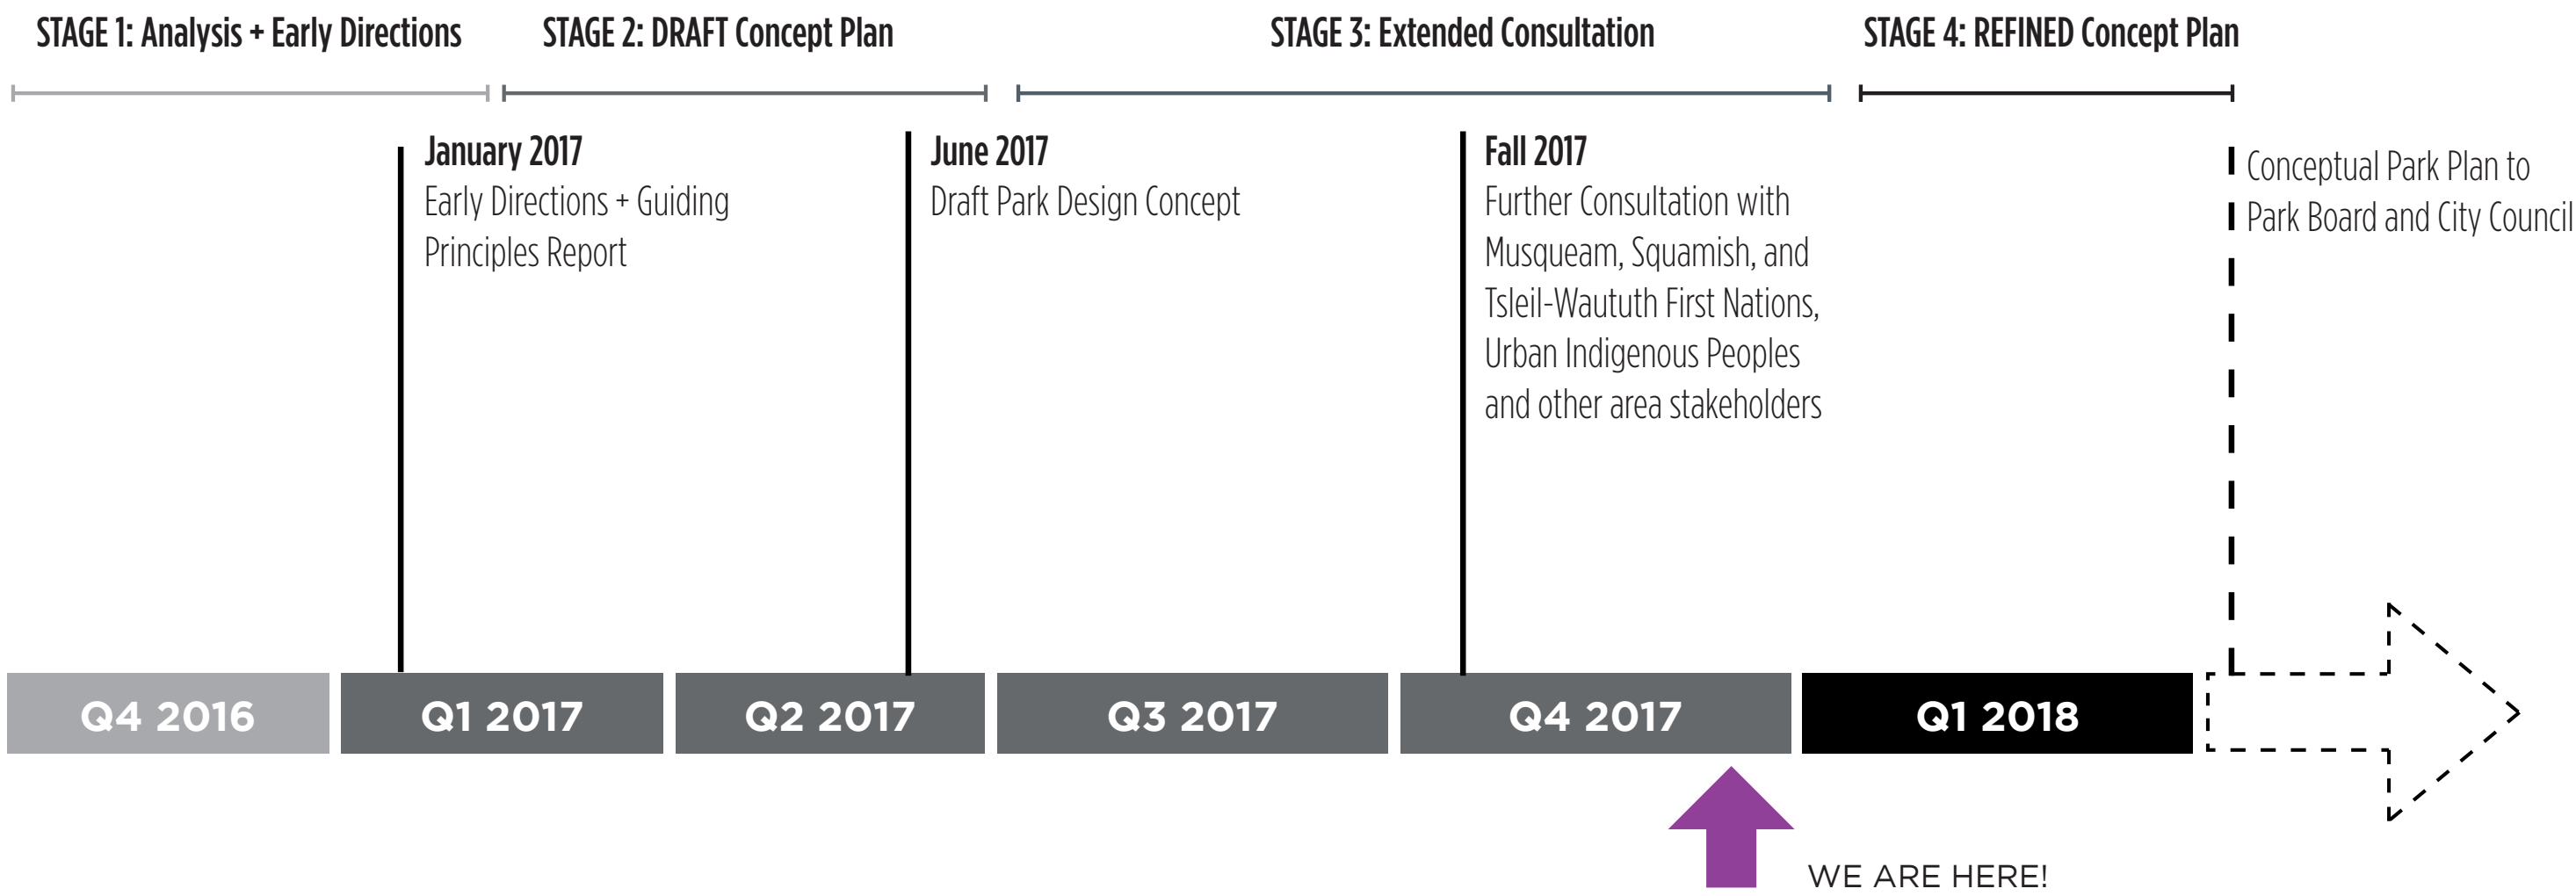 STAGE 1: Analysis + Early Directions
STAGE 2: DRAFT Concept Plan
STAGE 3: Extended Consultation
STAGE 4: REFINED Concept Plan
January 2017
Early Directions + Guiding
Principles Report
June 2017
Draft Park Design Concept
Fall 2017
Further Consultation with
Musqueam, Squamish, and
Tsleil-Waututh First Nations,
Urban Indigenous Peoples
and other area stakeholders
Conceptual Park Plan to
Park Board and City Council
Q4 2016
Q1 2017
Q2 2017
Q3 2017
Q4 2017
Q1 2018
WE ARE HERE!